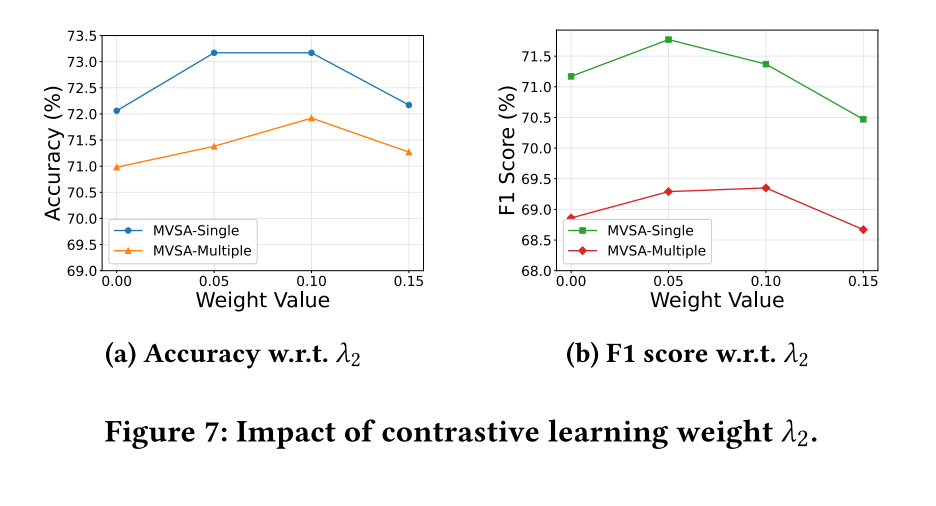 73.5
73.0
72.5
72.0
71.5
71.0
70.5
70.0
69.5
69.0
Accuracy (%)
MVSA-Single
MVSA-Multiple
0.00 0.05 0.10 0.15
Weight Value
(a) Accuracy w.r.t. λ₂
71.5
71.0
70.5
70.0
69.5
69.0
68.5
68.0
F1 Score (%)
MVSA-Single
MVSA-Multiple
0.00 0.05 0.10 0.15
Weight Value
(b) F1 score w.r.t. λ₂
Figure 7: Impact of contrastive learning weight λ₂.